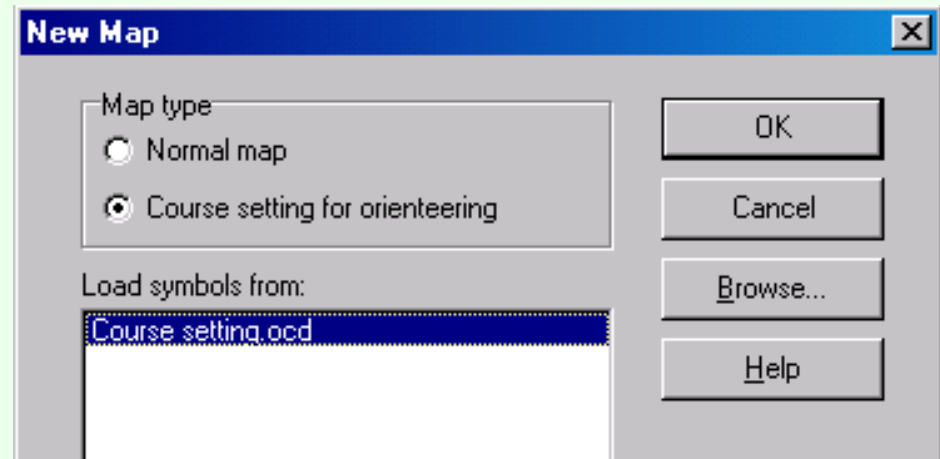 New Map
Map type
Normal map
Course setting for orienteering
Load symbols from:
Course setting.ocd
OK
Cancel
Browse...
Help